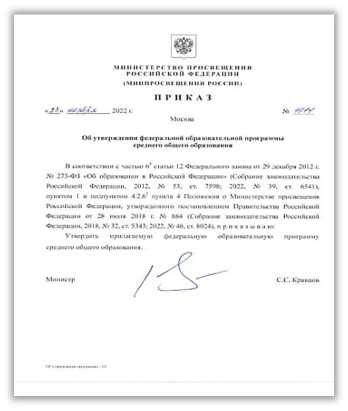 МИНИСТЕРСТВО ПРОСВЕЩЕНИЯ
РОССИЙСКОЙ ФЕДЕРАЦИИ
(МИНПРОСВЕЩЕНИЯ РОССИИ)
ПРИКАЗ
«23» ноября 2022 г.
№ 1014
Москва
Об утверждении федеральной образовательной программы
среднего общего образования
В соответствии с частью 6⁵ статьи 12 Федерального закона от 29 декабря 2012 г.
№ 273-ФЗ «Об образовании в Российской Федерации» (Собрание законодательства
Российской Федерации, 2012, № 53, ст. 7598; 2022, № 39, ст. 6541),
пунктом 1 и подпунктом 4.2.6¹ пункта 4 Положения о Министерстве просвещения
Российской Федерации, утвержденного постановлением Правительства Российской
Федерации от 28 июля 2018 г. № 884 (Собрание законодательства Российской
Федерации, 2018, № 32, ст. 5343; 2022, № 46, ст. 8024), п р и к а з ы в а ю:
Утвердить прилагаемую федеральную образовательную программу
среднего общего образования.
Министр
С.С. Кравцов